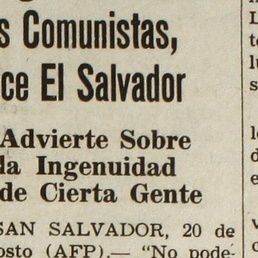 s Comunistas,
ce El Salvador
Advierte Sobre
da Ingenuidad
de Cierta Gente
SAN SALVADOR, 20 de
osto (AFP).— “No pode-